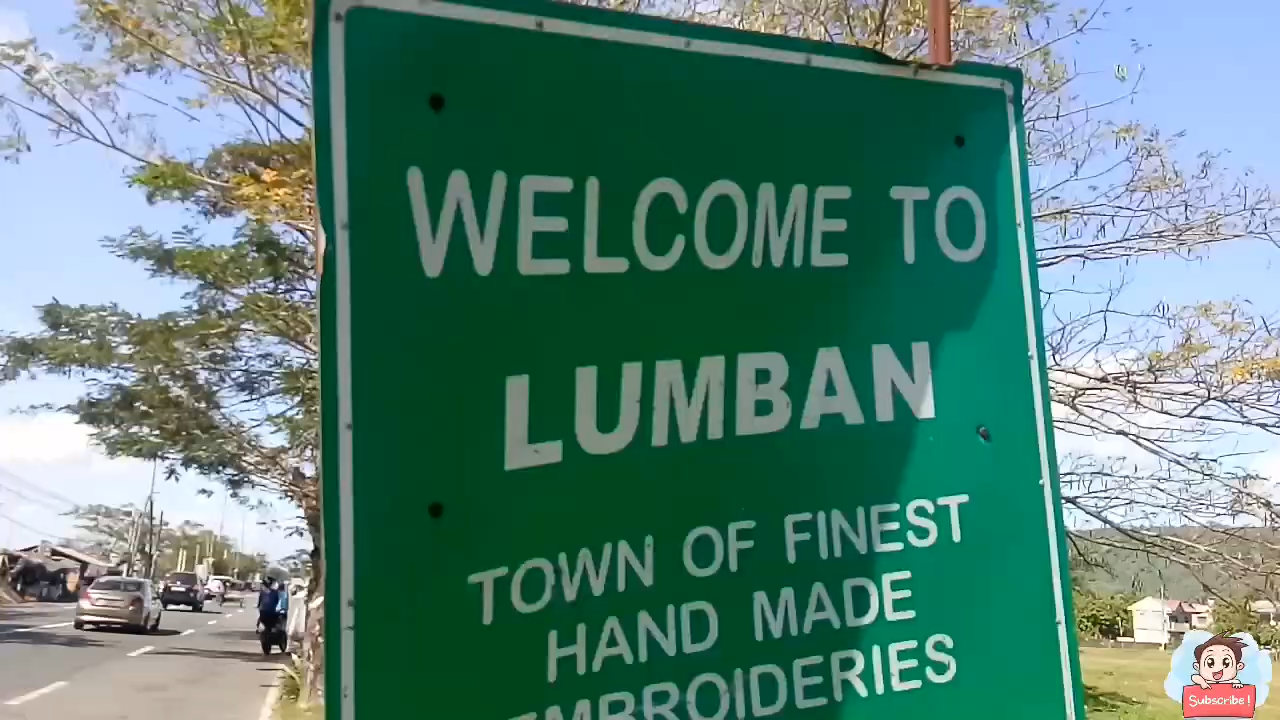 WELCOME TO
LUMBAN
TOWN OF FINEST
HAND MADE
EMBROIDERIES
Subscribe!